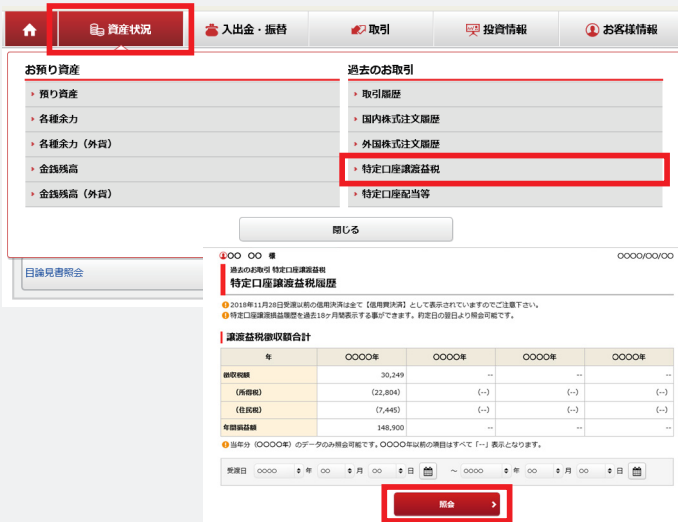 資産状況 入出金・振替 取引 投資情報 お客様情報
お預り資産 過去のお取引
預り資産 取引履歴
各種余力 国内株式注文履歴
各種余力（外貨） 外国株式注文履歴
金銭残高 特定口座譲渡益税
金銭残高（外貨） 特定口座配当等
閉じる
目論見書照会
①〇〇 〇〇 様 〇〇〇〇/〇〇/〇〇
過去のお取引 特定口座譲渡益税
特定口座譲渡益税履歴
2018年11月28日受渡以前の信用決済は全て【信用買決済】として表示されていますのでご注意下さい。
特定口座譲渡損益履歴を過去18ヶ月間表示する事ができます。約定日の翌日より照会可能です。
譲渡益税徴収額合計
年 〇〇〇〇年 〇〇〇〇年 〇〇〇〇年 〇〇〇〇年
徴収税額 30,249 -- -- --
（所得税） (22,804) (--) (--) (--)
（住民税） (7,445) (--) (--) (--)
年間損益額 148,900 -- -- --
当年分（〇〇〇〇年）のデータのみ照会可能です。〇〇〇〇年以前の項目はすべて「--」表示となります。
受渡日 〇〇〇〇 年 〇〇 月 〇〇 日 ～ 〇〇〇〇 年 〇〇 月 〇〇 日
照会